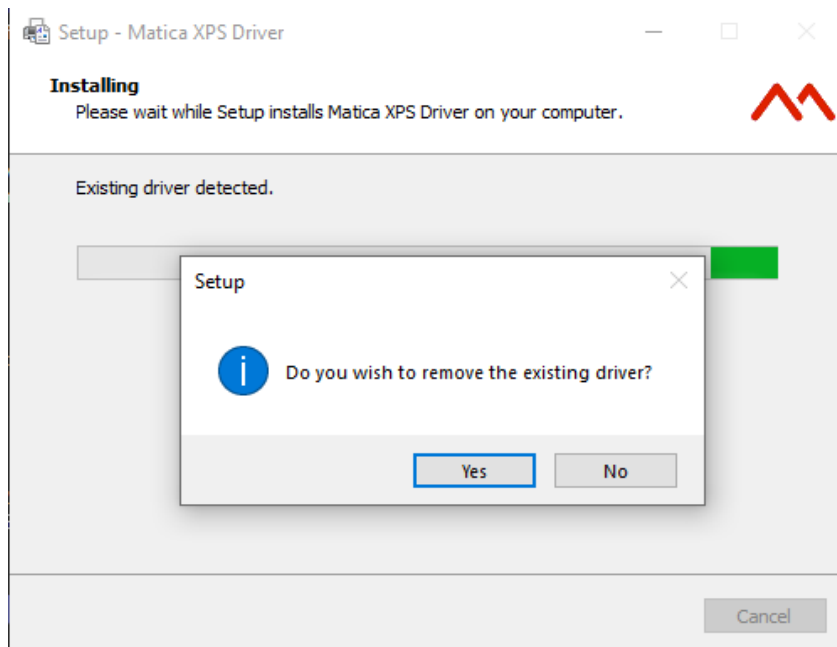 Setup - Matica XPS Driver
Installing
Please wait while Setup installs Matica XPS Driver on your computer.
Existing driver detected.
Setup
Do you wish to remove the existing driver?
Yes No
Cancel